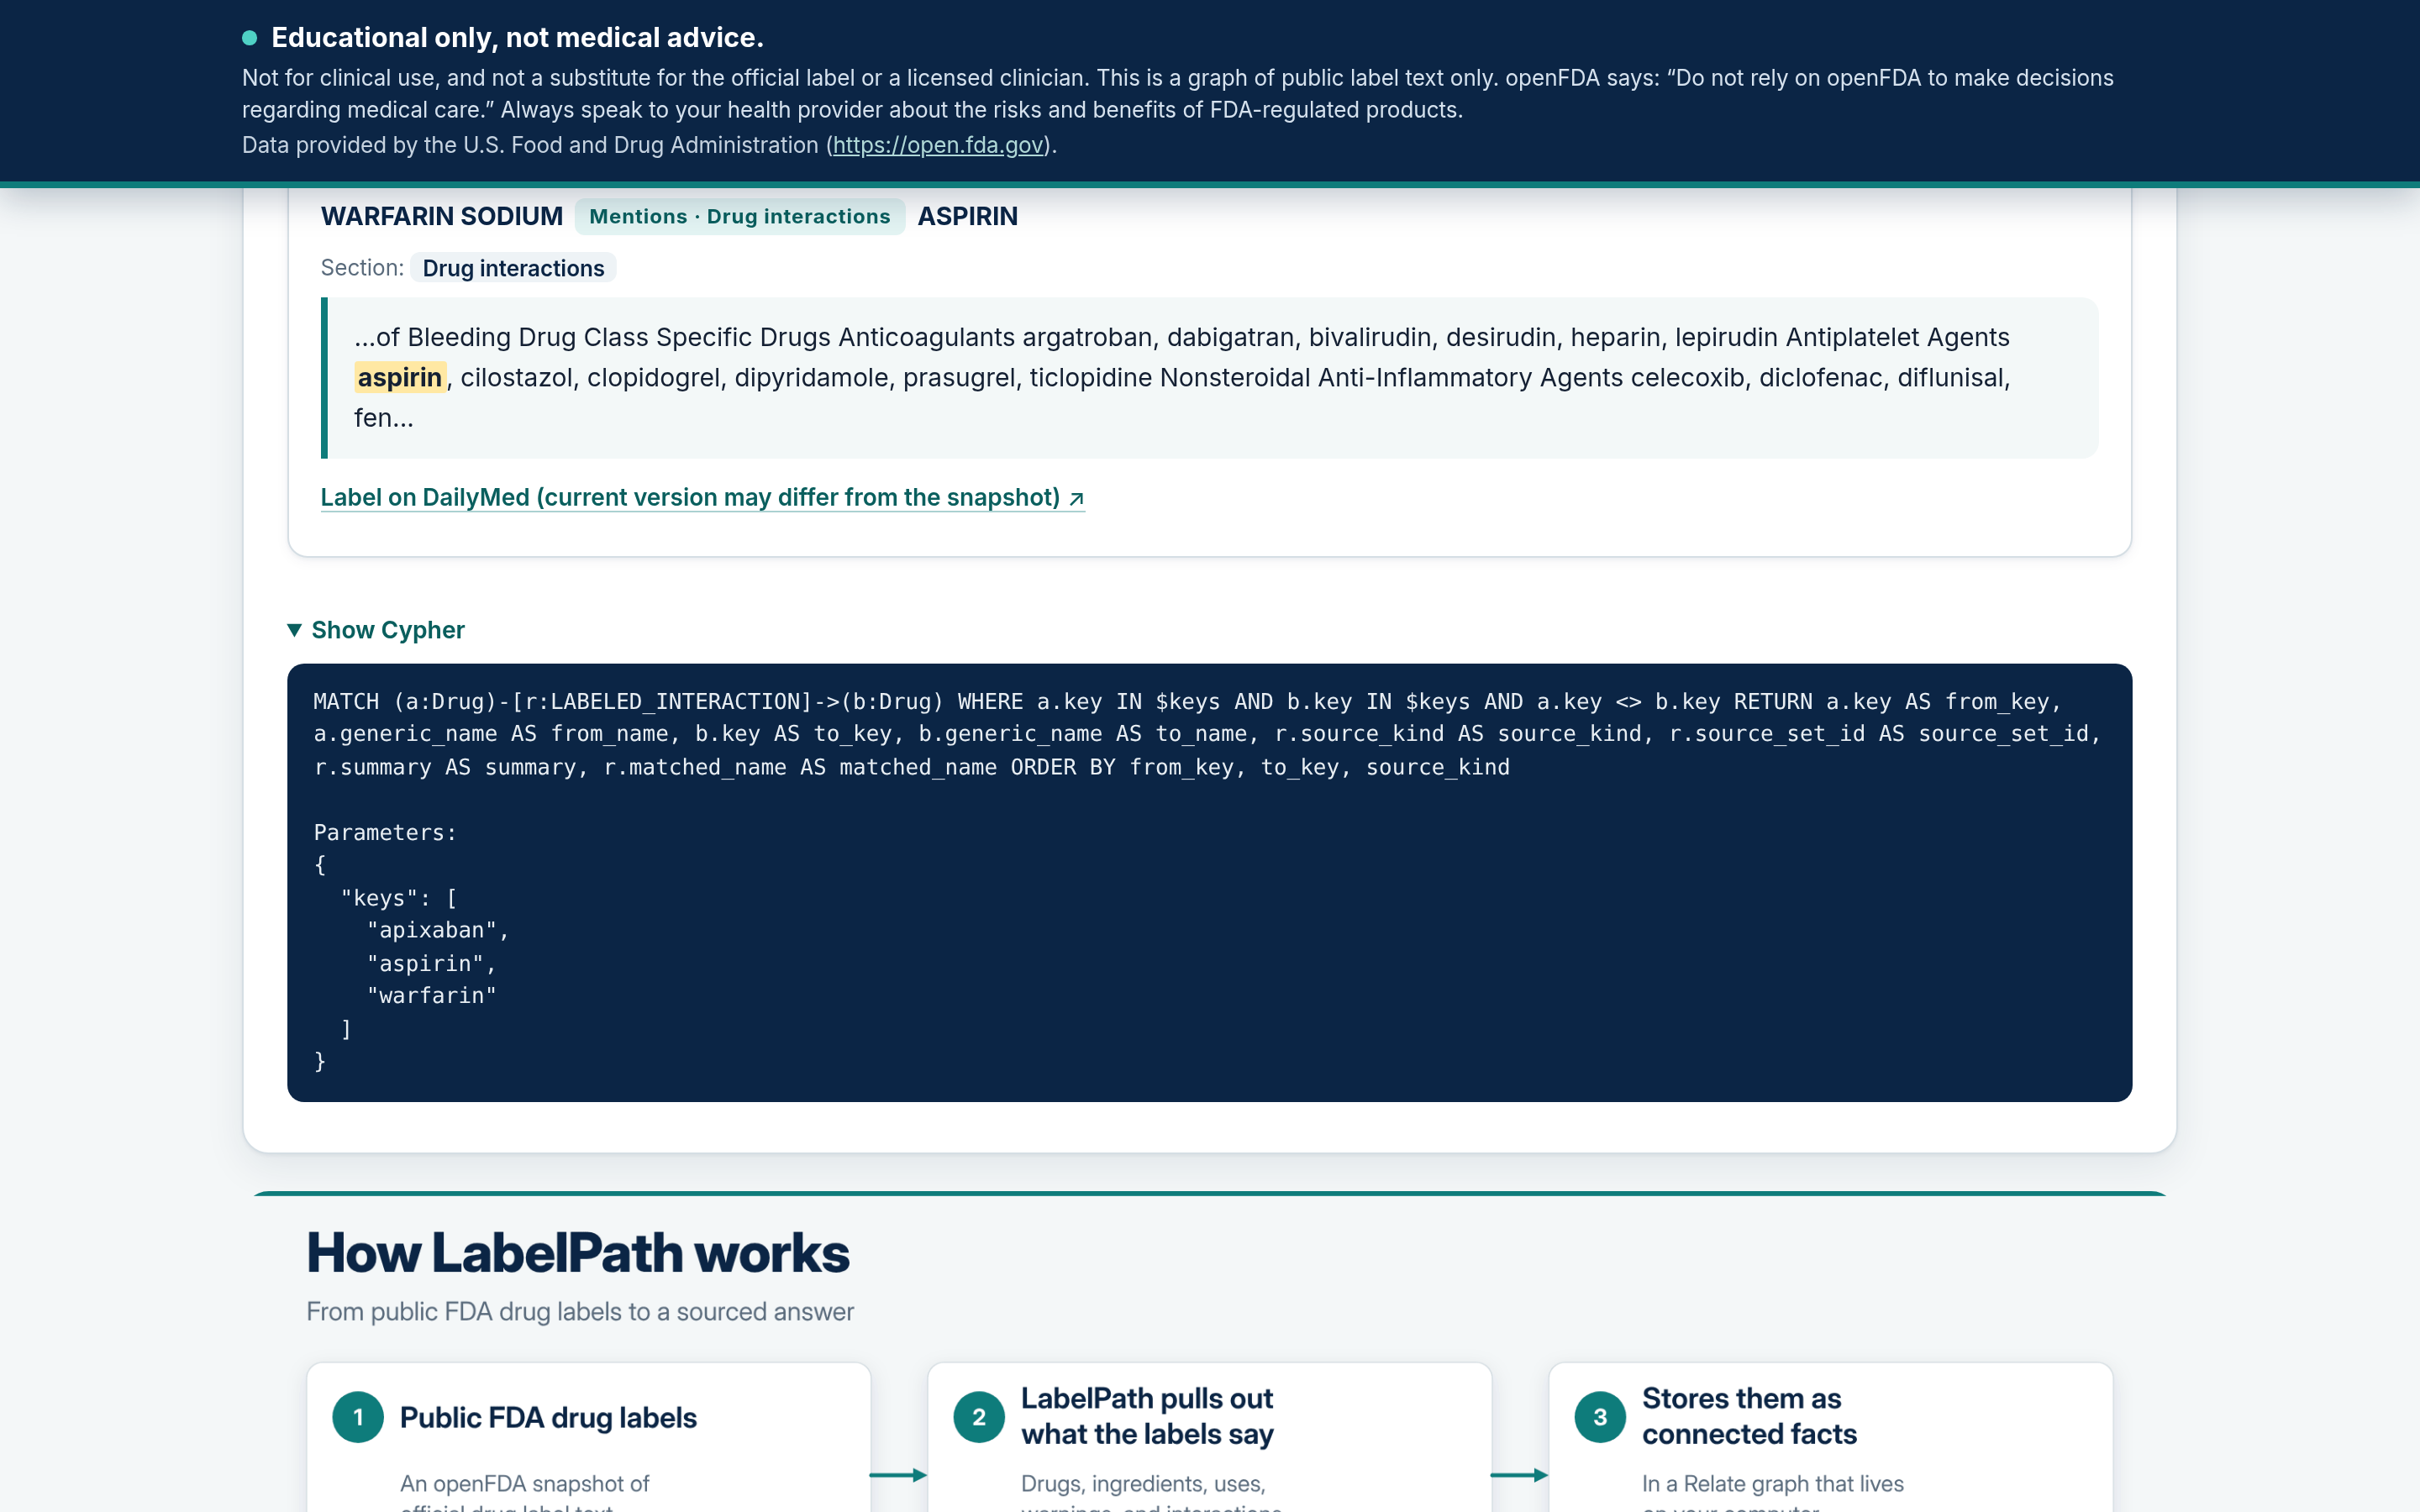 Educational only, not medical advice.
Not for clinical use, and not a substitute for the official label or a licensed clinician. This is a graph of public label text only. openFDA says: “Do not rely on openFDA to make decisions
regarding medical care.” Always speak to your health provider about the risks and benefits of FDA-regulated products.
Data provided by the U.S. Food and Drug Administration (https://open.fda.gov).
WARFARIN SODIUM Mentions · Drug interactions ASPIRIN
Section: Drug interactions
…of Bleeding Drug Class Specific Drugs Anticoagulants argatroban, dabigatran, bivalirudin, desirudin, heparin, lepirudin Antiplatelet Agents
aspirin, cilostazol, clopidogrel, dipyridamole, prasugrel, ticlopidine Nonsteroidal Anti-Inflammatory Agents celecoxib, diclofenac, diflunisal,
fen…
Label on DailyMed (current version may differ from the snapshot) ↗
▼ Show Cypher
MATCH (a:Drug)-[r:LABELED_INTERACTION]->(b:Drug) WHERE a.key IN $keys AND b.key IN $keys AND a.key <> b.key RETURN a.key AS from_key,
a.generic_name AS from_name, b.key AS to_key, b.generic_name AS to_name, r.source_kind AS source_kind, r.source_set_id AS source_set_id,
r.summary AS summary, r.matched_name AS matched_name ORDER BY from_key, to_key, source_kind
Parameters:
{
"keys": [
"apixaban",
"aspirin",
"warfarin"
]
}
How LabelPath works
From public FDA drug labels to a sourced answer
1 Public FDA drug labels
An openFDA snapshot of
official drug label text
2 LabelPath pulls out
what the labels say
Drugs, ingredients, uses,
warnings, and interactions
3 Stores them as
connected facts
In a Relate graph that lives
on your computer